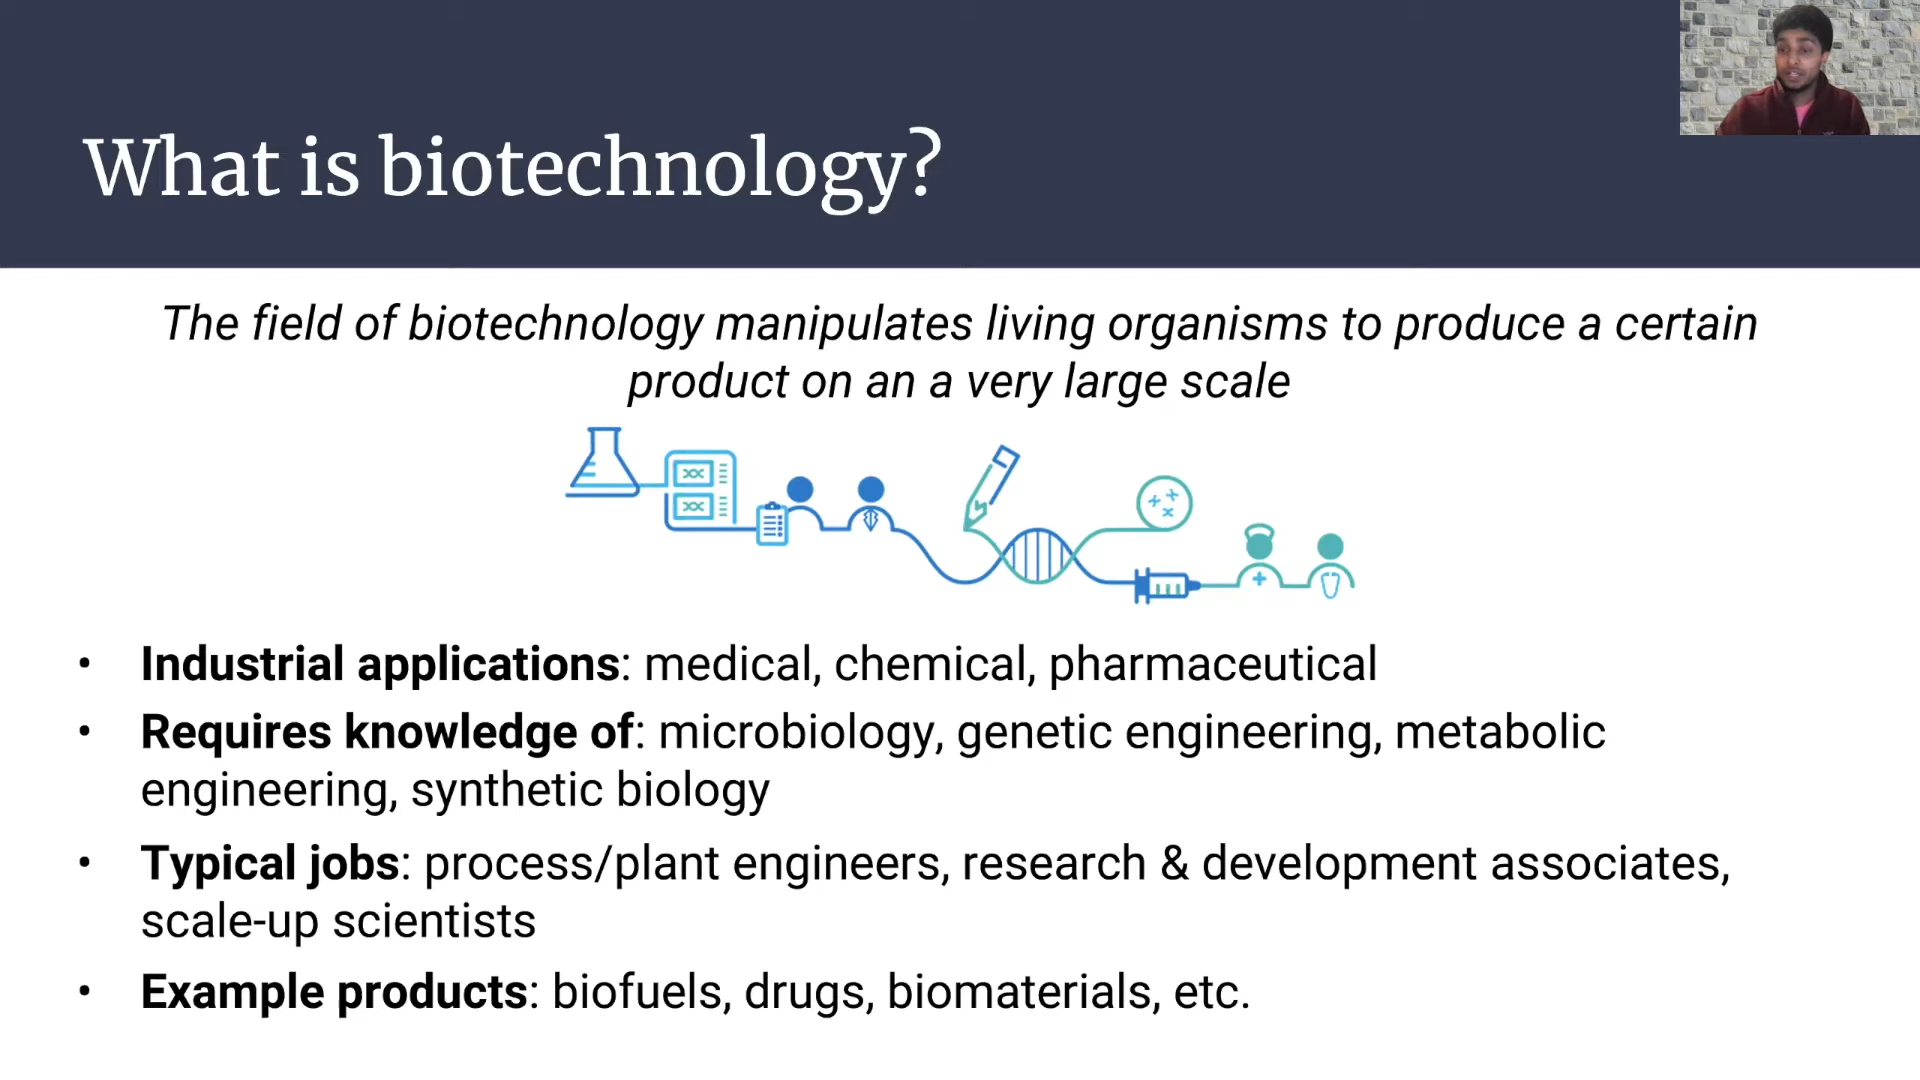 What is biotechnology?
The field of biotechnology manipulates living organisms to produce a certain
product on an a very large scale
• Industrial applications: medical, chemical, pharmaceutical
• Requires knowledge of: microbiology, genetic engineering, metabolic
engineering, synthetic biology
• Typical jobs: process/plant engineers, research & development associates,
scale-up scientists
• Example products: biofuels, drugs, biomaterials, etc.